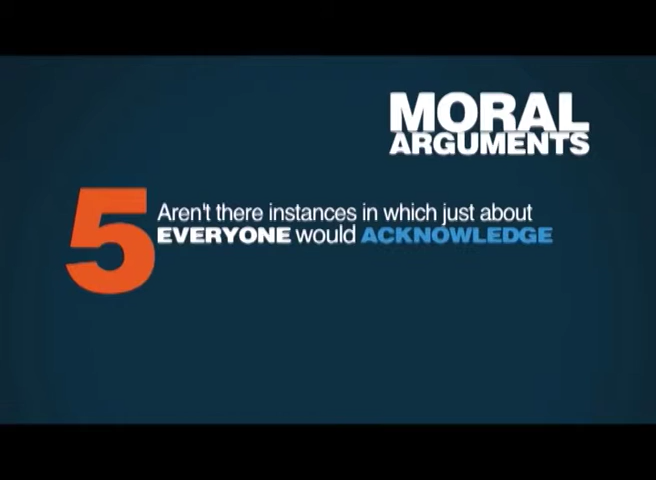 MORAL
ARGUMENTS
5
Aren't there instances in which just about
EVERYONE would ACKNOWLEDGE